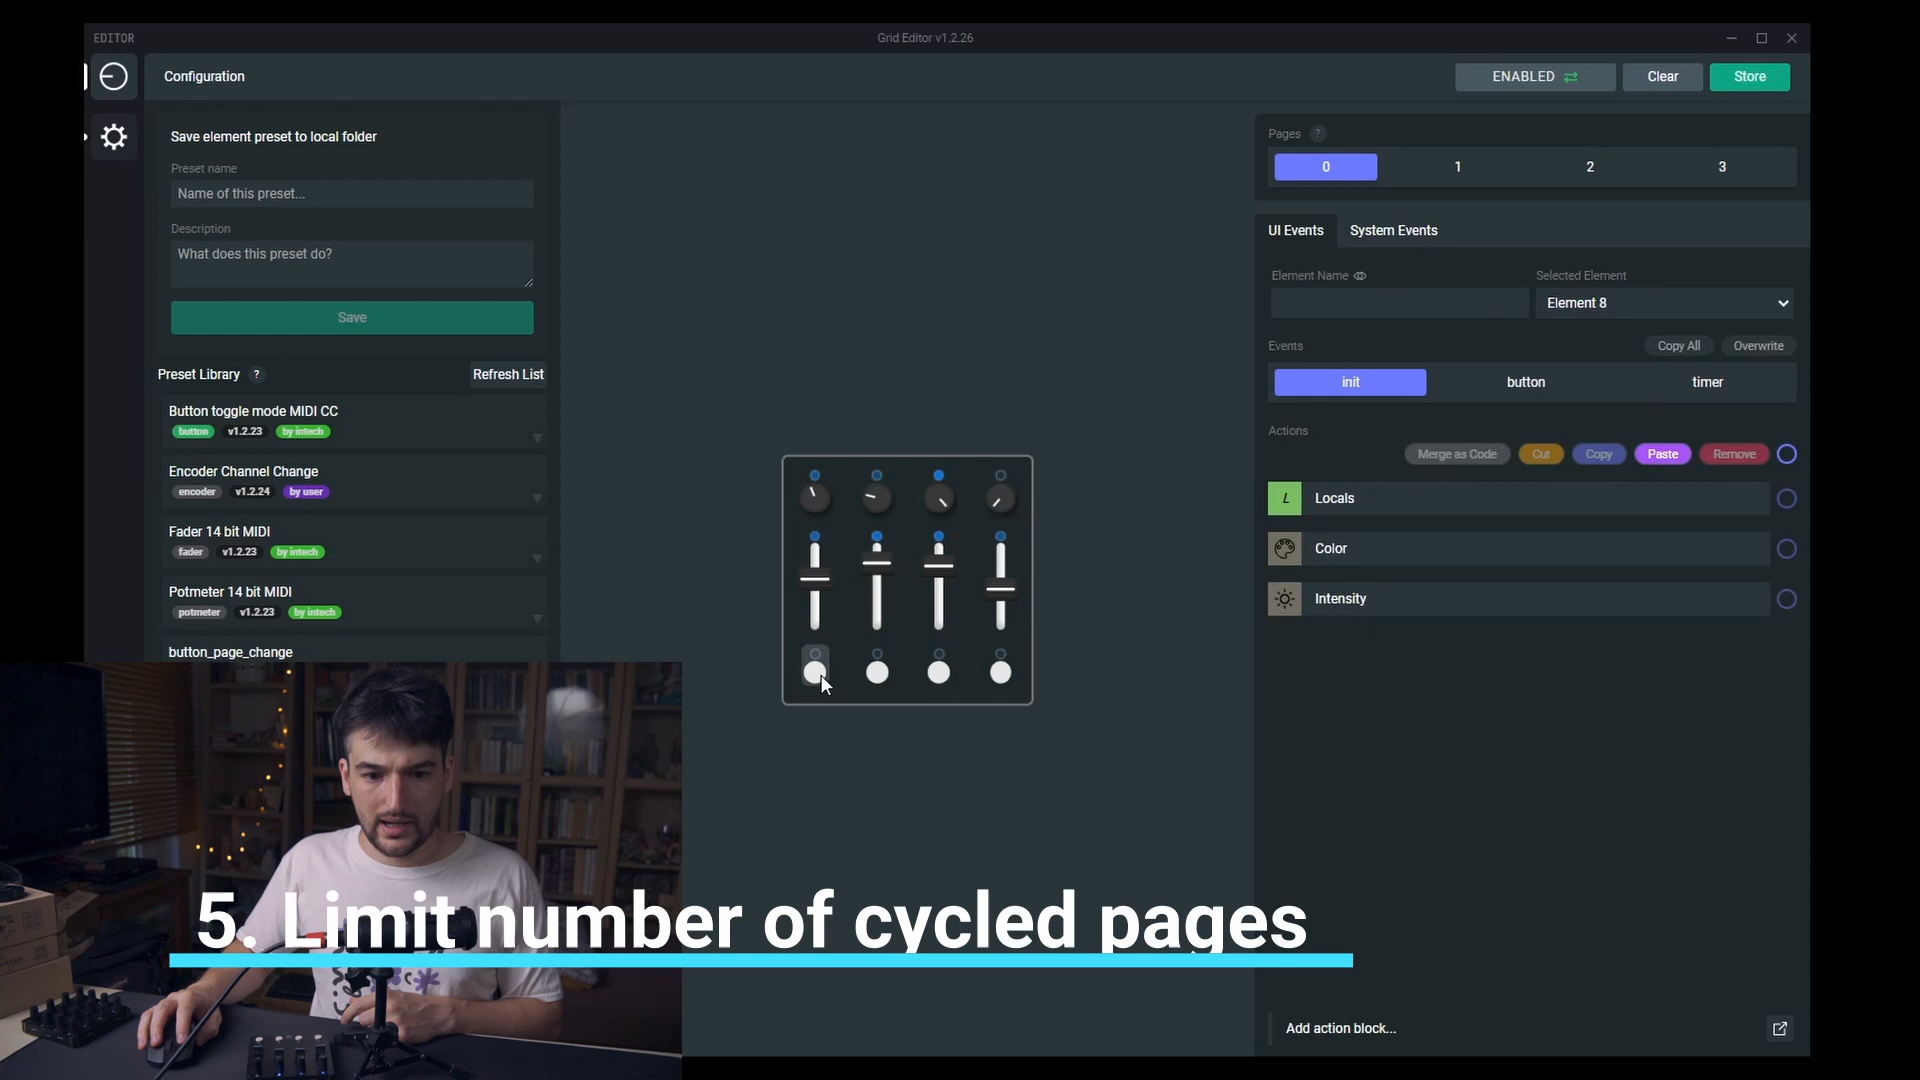 EDITOR
Grid Editor v1.2.26
Configuration
ENABLED
Clear
Store
Save element preset to local folder
Preset name
Name of this preset...
Description
What does this preset do?
Save
Preset Library ?
Refresh List
Button toggle mode MIDI CC
button v1.2.23 by intech
Encoder Channel Change
encoder v1.2.24 by user
Fader 14 bit MIDI
fader v1.2.23 by intech
Potmeter 14 bit MIDI
potmeter v1.2.23 by intech
button_page_change
Pages ?
0 1 2 3
UI Events System Events
Element Name Selected Element
Element 8
Events Copy All Overwrite
init button timer
Actions
Merge as Code Cut Copy Paste Remove
L Locals
Color
Intensity
Add action block...
5. Limit number of cycled pages